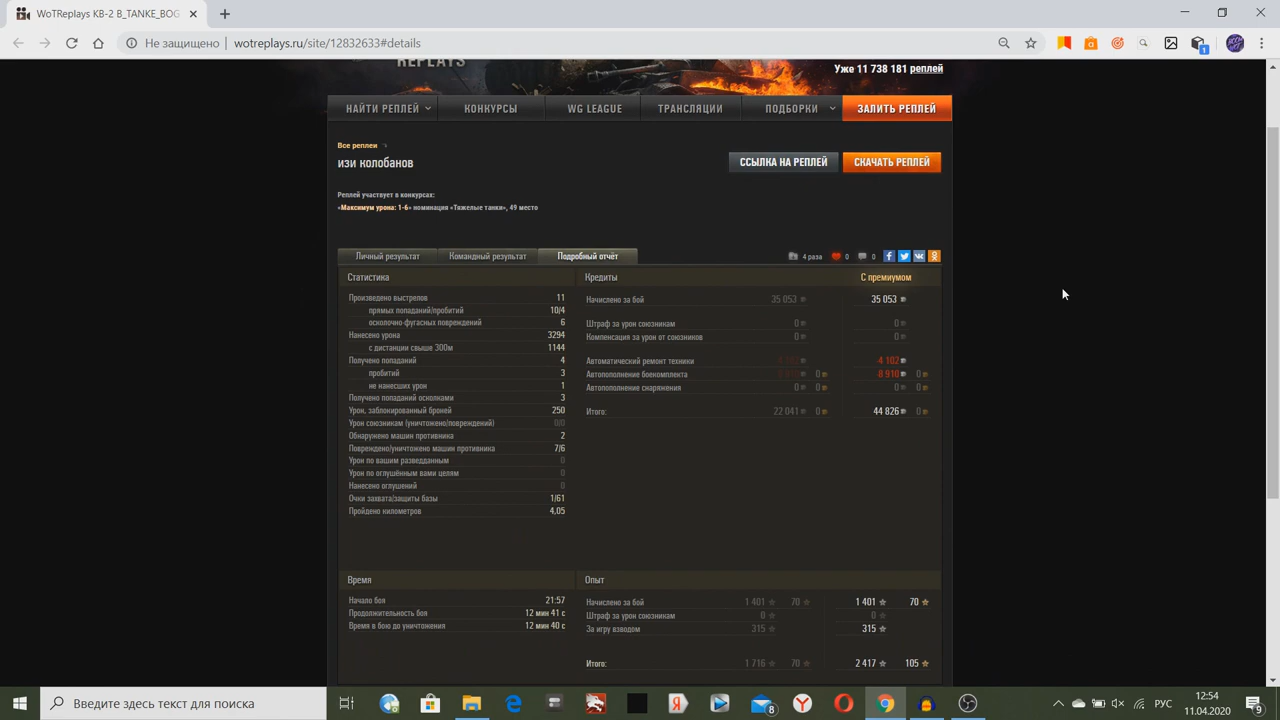 WoTReplays КВ-2 B_TANKE_BOG
Не защищено | wotreplays.ru/site/12832633#details
1
REPLAYS
Уже 11 738 181 реплей
НАЙТИ РЕПЛЕЙ КОНКУРСЫ WG LEAGUE ТРАНСЛЯЦИИ ПОДБОРКИ ЗАЛИТЬ РЕПЛЕЙ
Все реплеи
изи колобанов
ССЫЛКА НА РЕПЛЕЙ СКАЧАТЬ РЕПЛЕЙ
Реплей участвует в конкурсах:
«Максимум урона: 1-6» номинация «Тяжелые танки», 49 место
Личный результат Командный результат Подробный отчёт 4 раза 0 0
Статистика
Произведено выстрелов 11
прямых попаданий/пробитий 10/4
осколочно-фугасных повреждений 6
Нанесено урона 3294
с дистанции свыше 300м 1144
Получено попаданий 4
пробитий 3
не нанесших урон 1
Получено попаданий осколками 3
Урон, заблокированный броней 250
Урон союзникам (уничтожено/повреждений) 0/0
Обнаружено машин противника 2
Повреждено/уничтожено машин противника 7/6
Урон по вашим разведданным 0
Урон по оглушённым вами целям 0
Нанесено оглушений 0
Очки захвата/защиты базы 1/61
Пройдено километров 4,05
Кредиты С премиумом
Начислено за бой 35 053 35 053
Штраф за урон союзникам 0 0
Компенсация за урон от союзников 0 0
Автоматический ремонт техники 4 102
Автопополнение боекомплекта 0 8 910 0
Автопополнение снаряжения 0 0 0 0
Итого: 22 041 0 44 826 0
Время
Начало боя 21:57
Продолжительность боя 12 мин 41 с
Время в бою до уничтожения 12 мин 40 с
Опыт
Начислено за бой 1 401 70 1 401 70
Штраф за урон союзникам 0 0
За игру взводом 315 315
Итого: 1 716 70 2 417 105
Введите здесь текст для поиска
8
РУС
12:54
11.04.2020
9